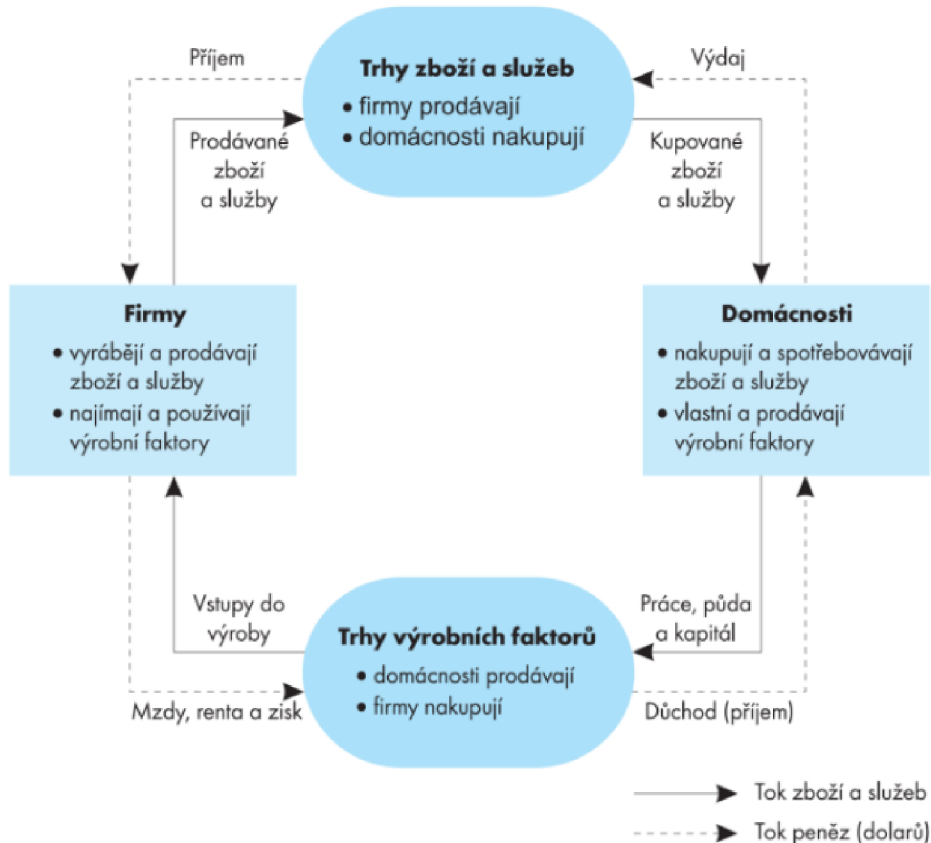 Příjem
Trhy zboží a služeb
• firmy prodávají
• domácnosti nakupují
Výdaj
Prodávané
zboží
a služby
Kupované
zboží
a služby
Firmy
• vyrábějí a prodávají
zboží a služby
• najímají a používají
výrobní faktory
Domácnosti
• nakupují a spotřebovávají
zboží a služby
• vlastní a prodávají
výrobní faktory
Vstupy do
výroby
Trhy výrobních faktorů
• domácnosti prodávají
• firmy nakupují
Práce, půda
a kapitál
Mzdy, renta a zisk
Důchod (příjem)
Tok zboží a služeb
Tok peněz (dolarů)